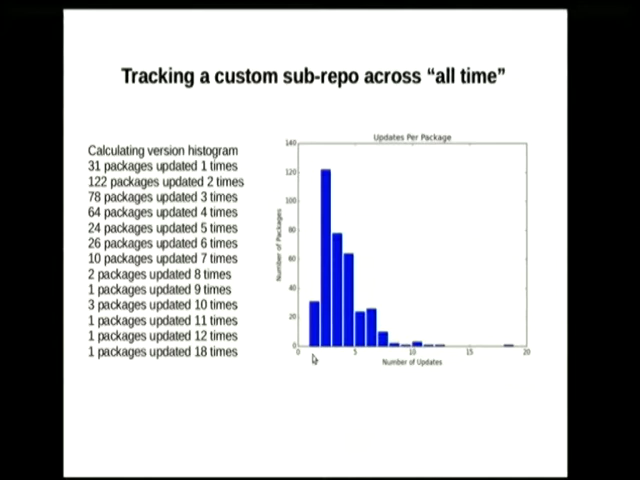 Tracking a custom sub-repo across “all time”
Calculating version histogram
31 packages updated 1 times
122 packages updated 2 times
78 packages updated 3 times
64 packages updated 4 times
24 packages updated 5 times
26 packages updated 6 times
10 packages updated 7 times
2 packages updated 8 times
1 packages updated 9 times
3 packages updated 10 times
1 packages updated 11 times
1 packages updated 12 times
1 packages updated 18 times
Updates Per Package
Number of Packages
140
120
100
80
60
40
20
0
0 5 10 15 20
Number of Updates